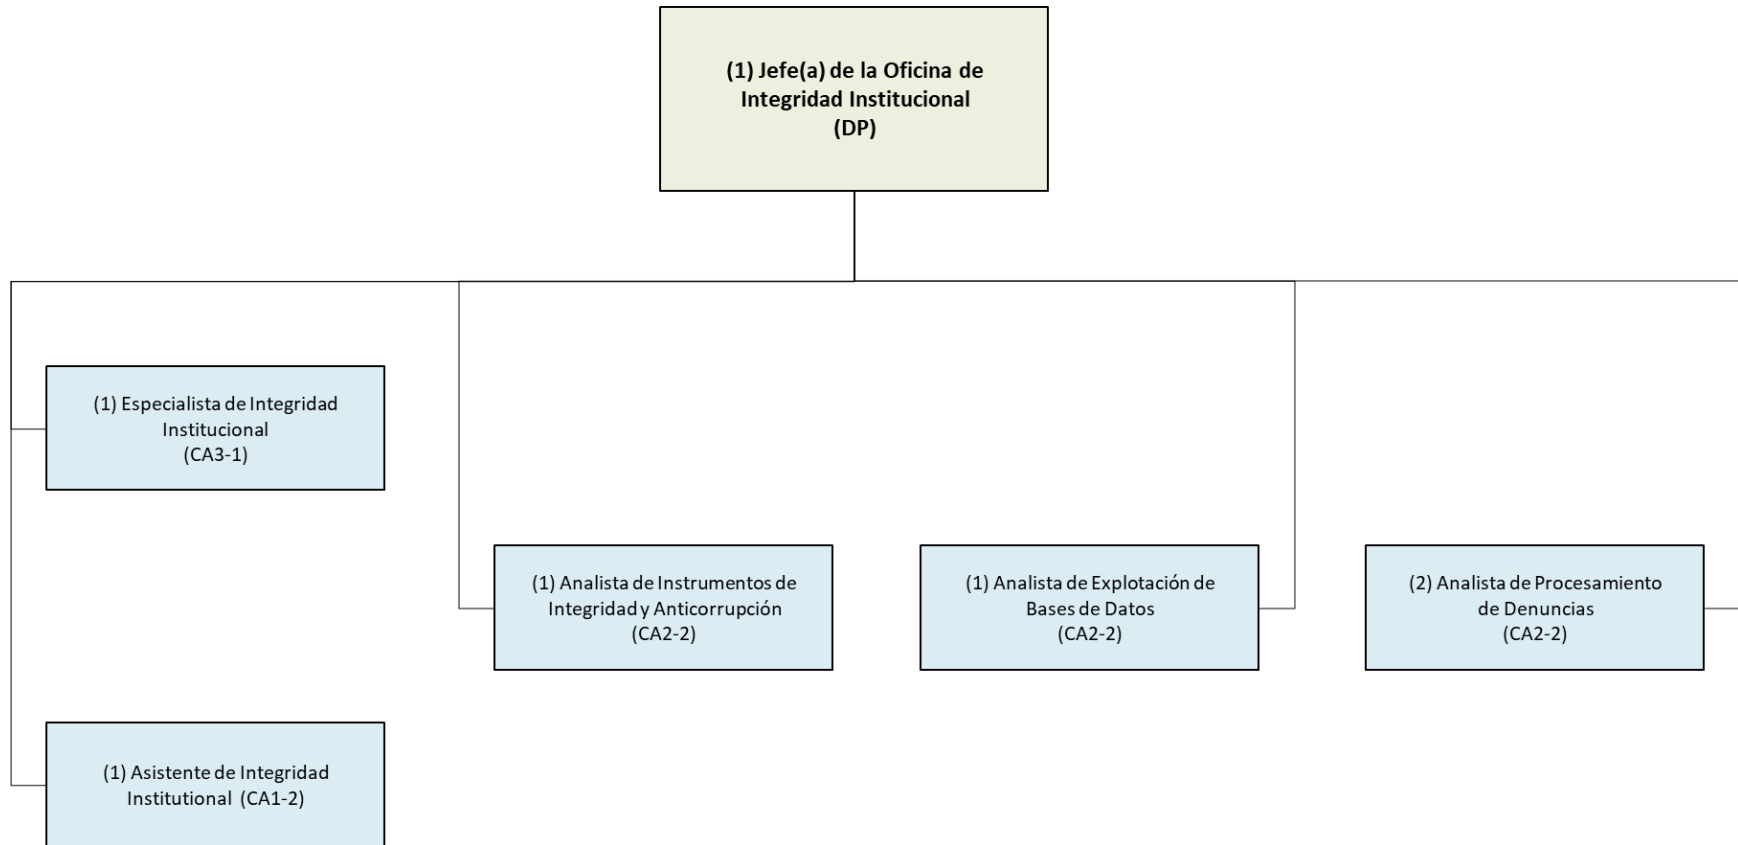 (1) Jefe(a) de la Oficina de
Integridad Institucional
(DP)
(1) Especialista de Integridad
Institucional
(CA3-1)
(1) Analista de Instrumentos de
Integridad y Anticorrupción
(CA2-2)
(1) Analista de Explotación de
Bases de Datos
(CA2-2)
(2) Analista de Procesamiento
de Denuncias
(CA2-2)
(1) Asistente de Integridad
Institutional (CA1-2)